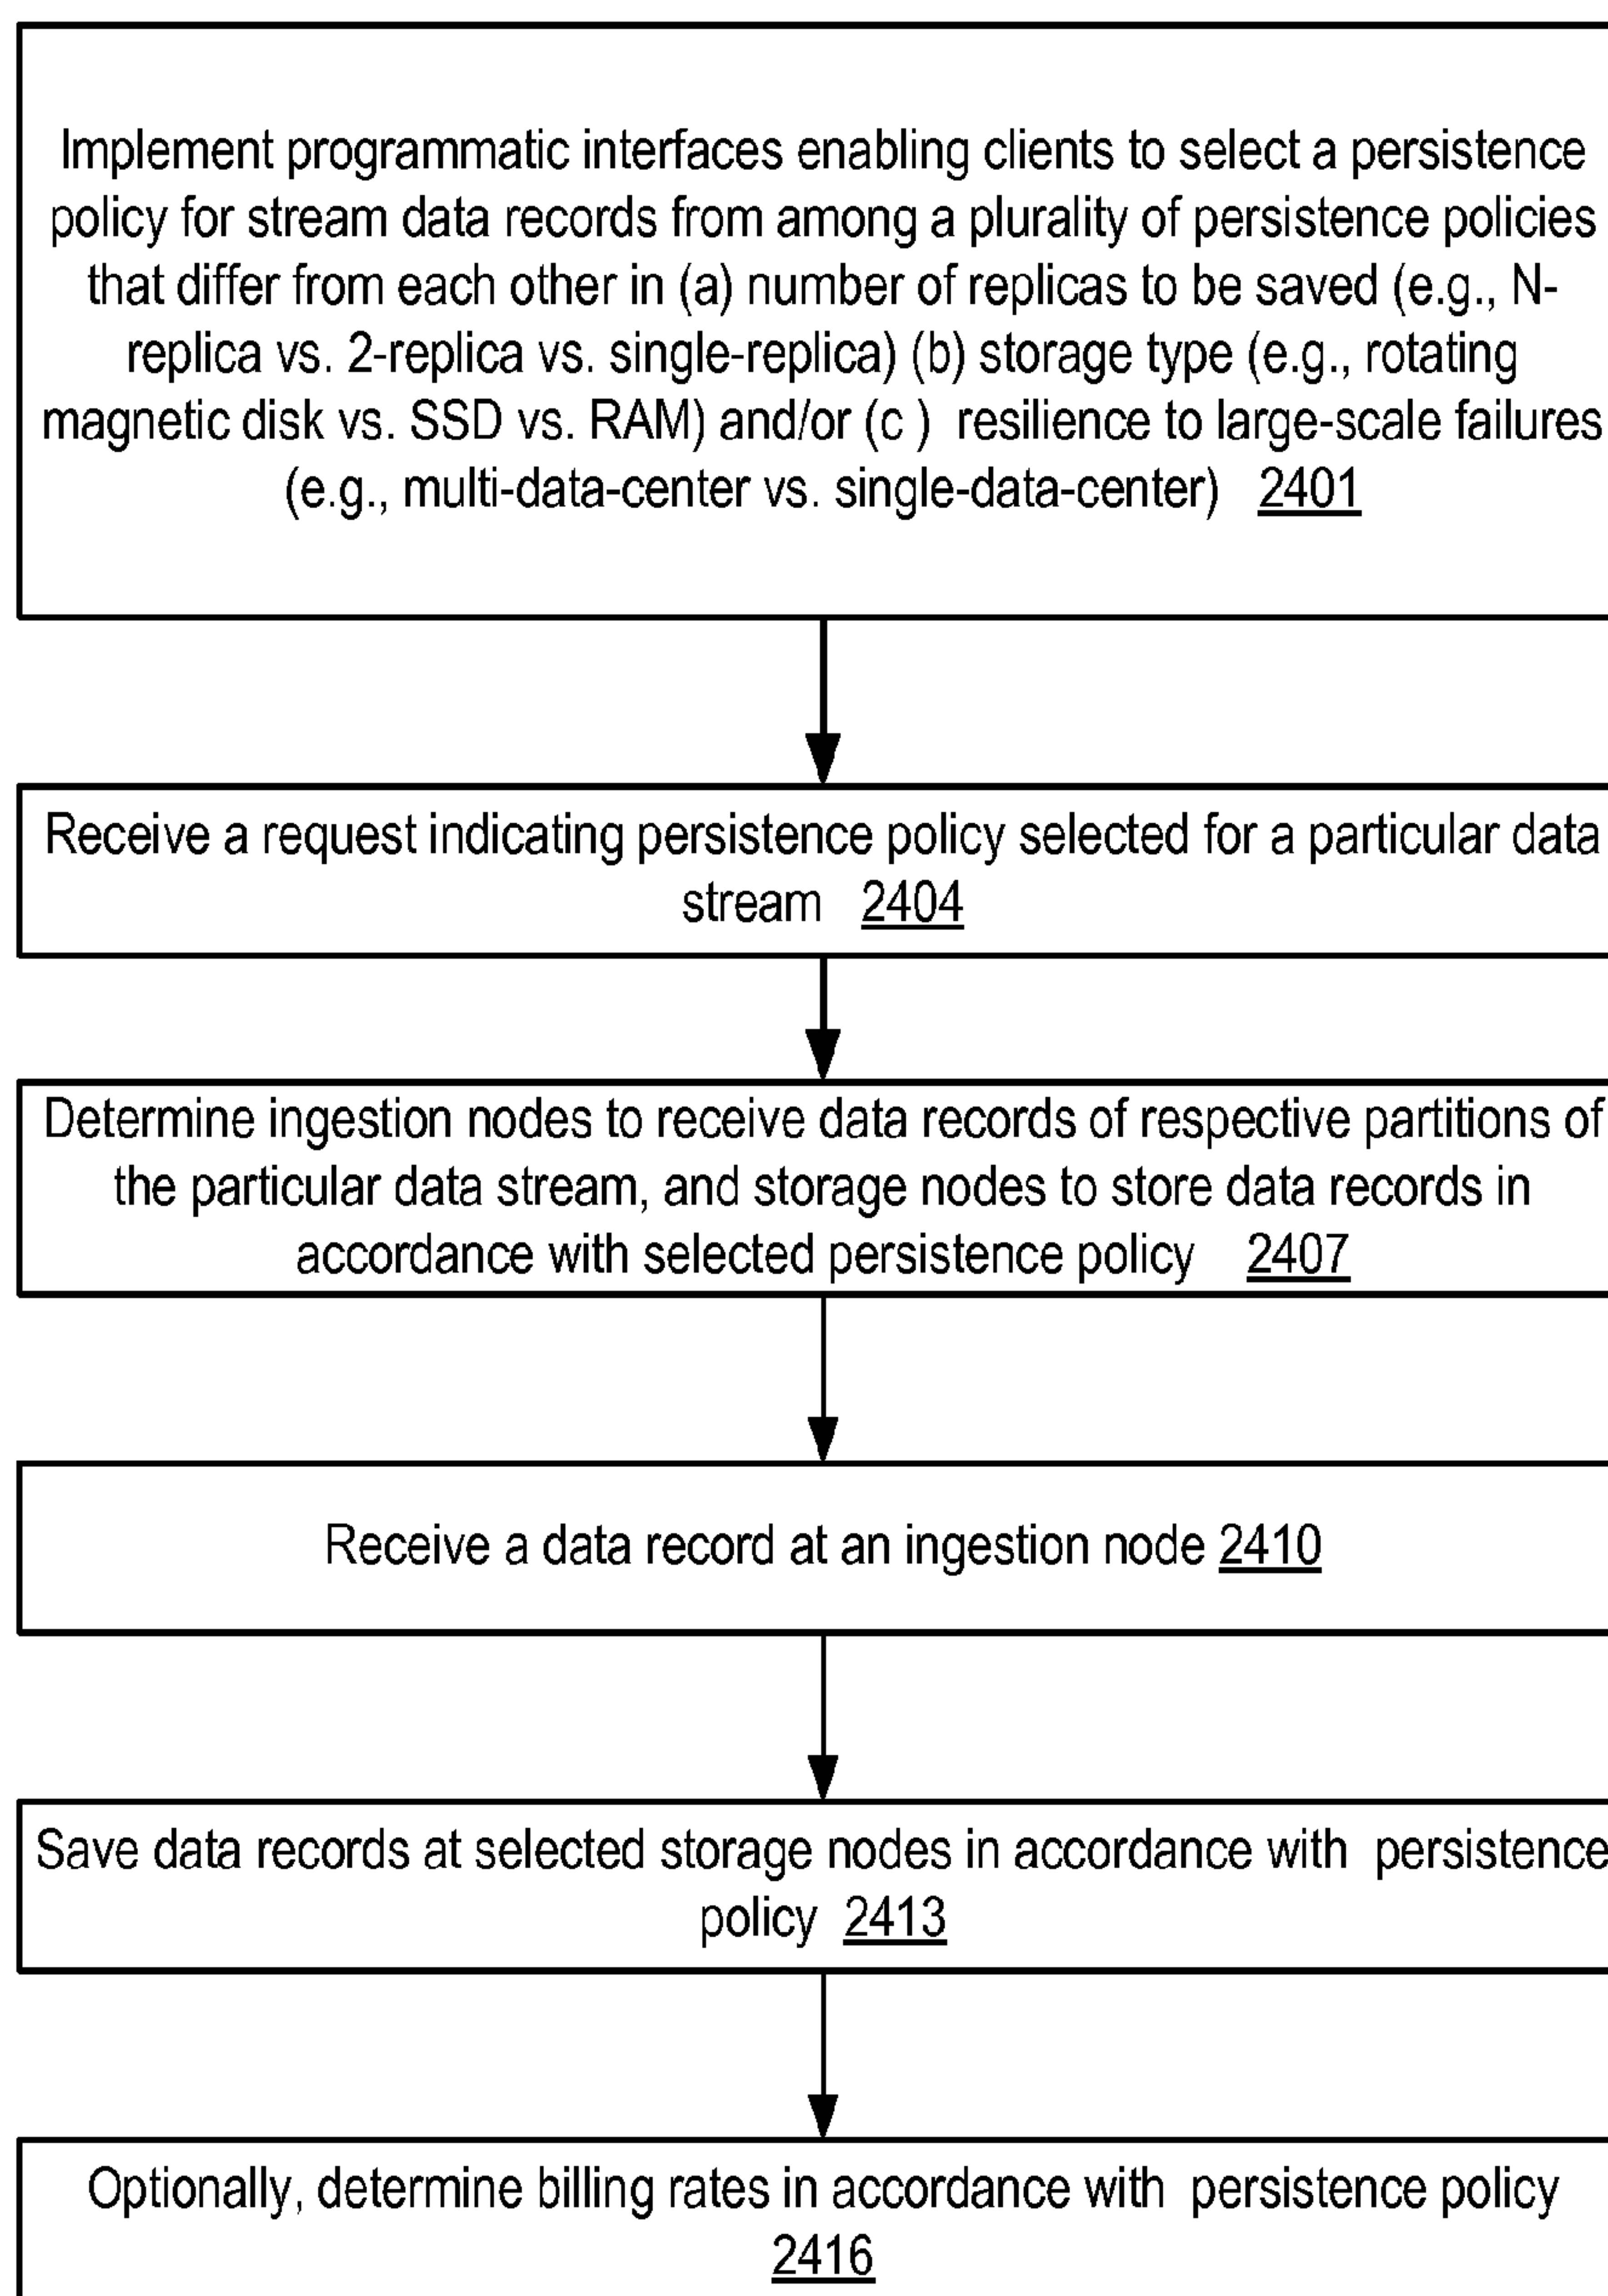 Implement programmatic interfaces enabling clients to select a persistence
policy for stream data records from among a plurality of persistence policies
that differ from each other in (a) number of replicas to be saved (e.g., N-
replica vs. 2-replica vs. single-replica) (b) storage type (e.g., rotating
magnetic disk vs. SSD vs. RAM) and/or (c ) resilience to large-scale failures
(e.g., multi-data-center vs. single-data-center) 2401
Receive a request indicating persistence policy selected for a particular data
stream 2404
Determine ingestion nodes to receive data records of respective partitions of
the particular data stream, and storage nodes to store data records in
accordance with selected persistence policy 2407
Receive a data record at an ingestion node 2410
Save data records at selected storage nodes in accordance with persistence
policy 2413
Optionally, determine billing rates in accordance with persistence policy
2416